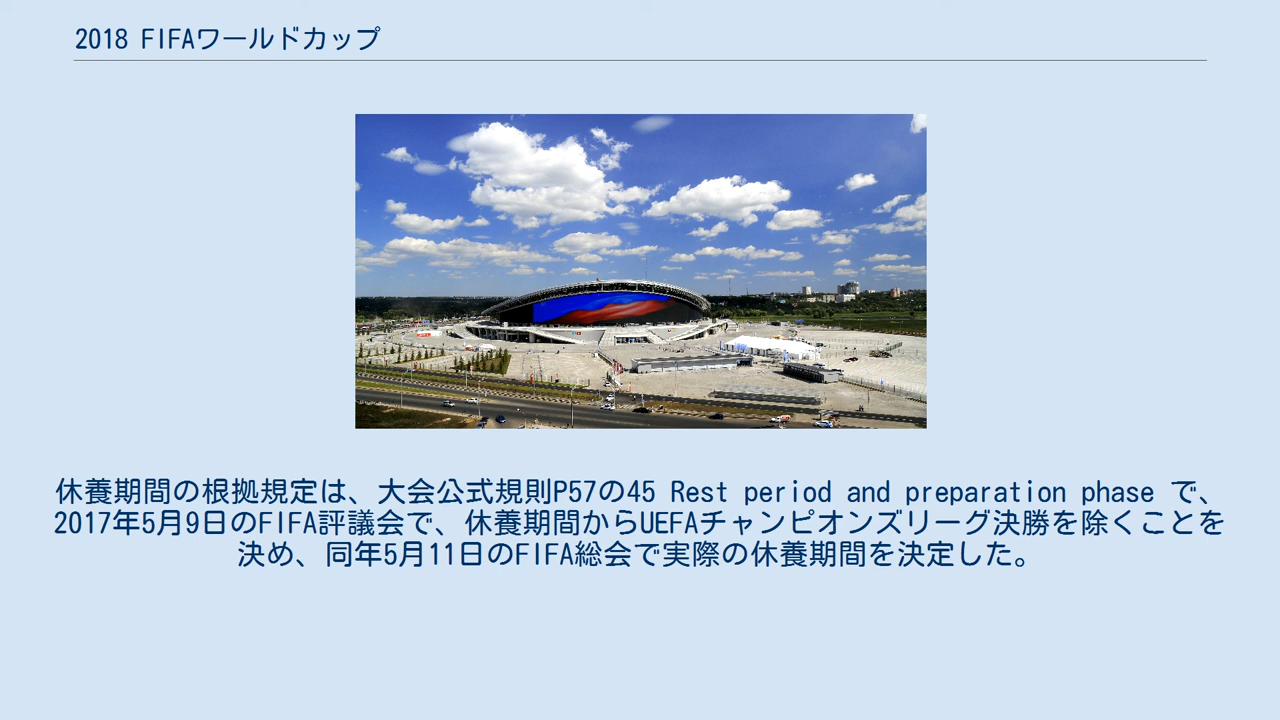 2018 FIFAワールドカップ
休養期間の根拠規定は、大会公式規則P57の45 Rest period and preparation phase で、
2017年5月9日のFIFA評議会で、休養期間からUEFAチャンピオンズリーグ決勝を除くことを
決め、同年5月11日のFIFA総会で実際の休養期間を決定した。